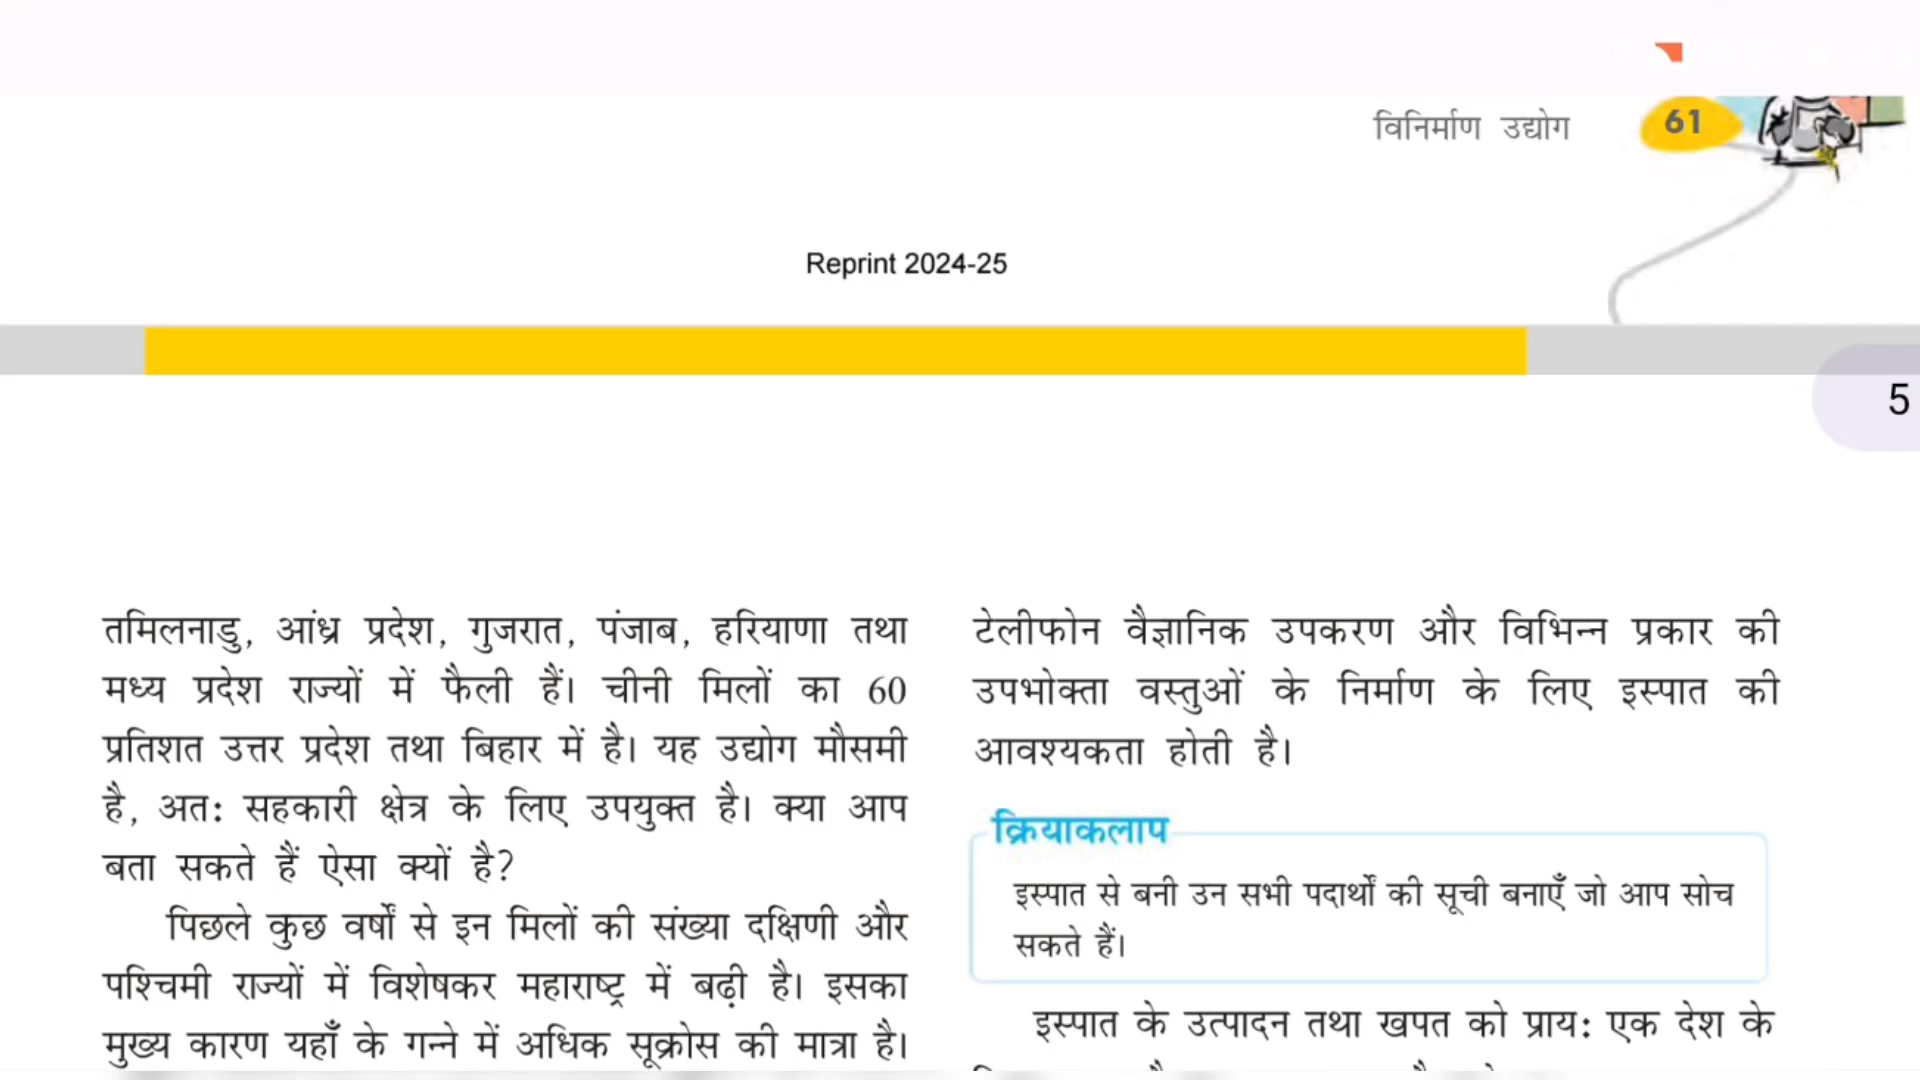 विनिर्माण उद्योग 61
Reprint 2024-25
5
तमिलनाडु, आंध्र प्रदेश, गुजरात, पंजाब, हरियाणा तथा
मध्य प्रदेश राज्यों में फैली हैं। चीनी मिलों का 60
प्रतिशत उत्तर प्रदेश तथा बिहार में है। यह उद्योग मौसमी
है, अतः सहकारी क्षेत्र के लिए उपयुक्त है। क्या आप
बता सकते हैं ऐसा क्यों है?
पिछले कुछ वर्षों से इन मिलों की संख्या दक्षिणी और
पश्चिमी राज्यों में विशेषकर महाराष्ट्र में बढ़ी है। इसका
मुख्य कारण यहाँ के गन्ने में अधिक सूक्रोस की मात्रा है।
टेलीफोन वैज्ञानिक उपकरण और विभिन्न प्रकार की
उपभोक्ता वस्तुओं के निर्माण के लिए इस्पात की
आवश्यकता होती है।
क्रियाकलाप
इस्पात से बनी उन सभी पदार्थों की सूची बनाएँ जो आप सोच
सकते हैं।
इस्पात के उत्पादन तथा खपत को प्रायः एक देश के